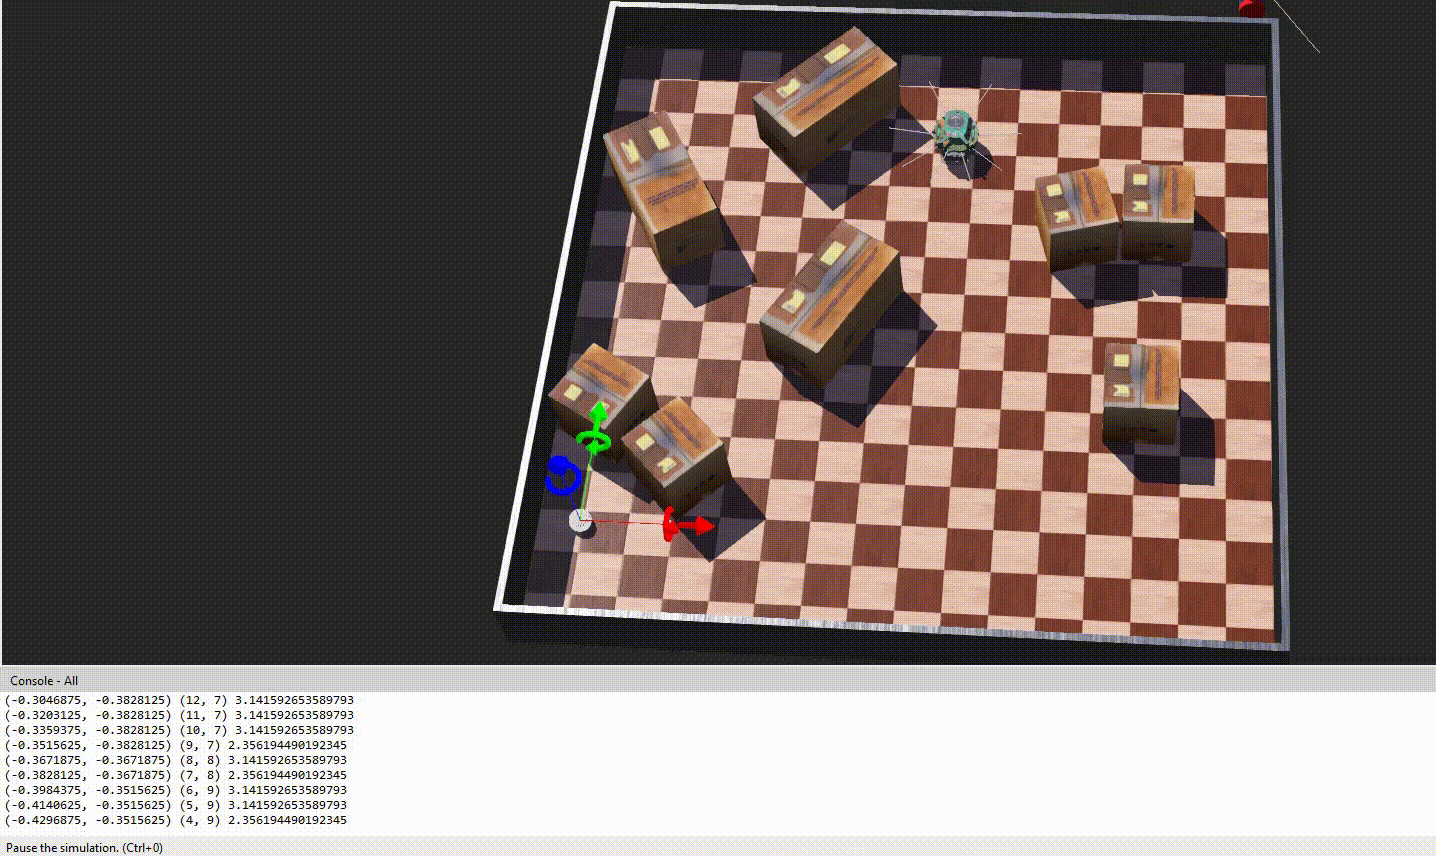 Console - All
(-0.3046875, -0.3828125) (12, 7) 3.141592653589793
(-0.3203125, -0.3828125) (11, 7) 3.141592653589793
(-0.3359375, -0.3828125) (10, 7) 3.141592653589793
(-0.3515625, -0.3828125) (9, 7) 2.356194490192345
(-0.3671875, -0.3671875) (8, 8) 3.141592653589793
(-0.3828125, -0.3671875) (7, 8) 2.356194490192345
(-0.3984375, -0.3515625) (6, 9) 3.141592653589793
(-0.4140625, -0.3515625) (5, 9) 3.141592653589793
(-0.4296875, -0.3515625) (4, 9) 2.356194490192345
Pause the simulation. (Ctrl+0)